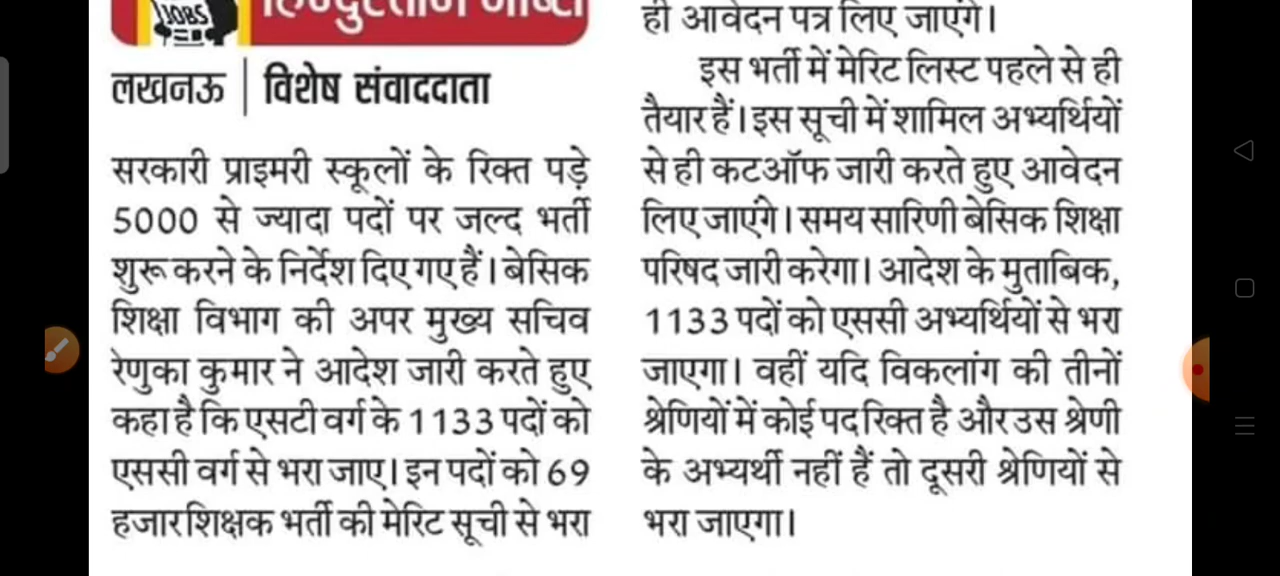 JOBS
हिन्दुस्तान जॉब्स
लखनऊ | विशेष संवाददाता
सरकारी प्राइमरी स्कूलों के रिक्त पड़े
5000 से ज्यादा पदों पर जल्द भर्ती
शुरू करने के निर्देश दिए गए हैं। बेसिक
शिक्षा विभाग की अपर मुख्य सचिव
रेणुका कुमार ने आदेश जारी करते हुए
कहा है कि एसटी वर्ग के 1133 पदों को
एससी वर्ग से भरा जाए। इन पदों को 69
हजार शिक्षक भर्ती की मेरिट सूची से भरा
ही आवेदन पत्र लिए जाएंगे।
इस भर्ती में मेरिट लिस्ट पहले से ही
तैयार हैं। इस सूची में शामिल अभ्यर्थियों
से ही कटऑफ जारी करते हुए आवेदन
लिए जाएंगे। समय सारिणी बेसिक शिक्षा
परिषद जारी करेगा। आदेश के मुताबिक,
1133 पदों को एससी अभ्यर्थियों से भरा
जाएगा। वहीं यदि विकलांग की तीनों
श्रेणियों में कोई पद रिक्त है और उस श्रेणी
के अभ्यर्थी नहीं हैं तो दूसरी श्रेणियों से
भरा जाएगा।